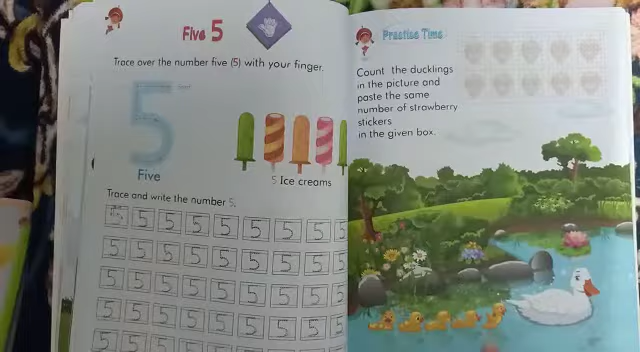 Five 5
Trace over the number five (5) with your finger.
5
Five
5 Ice creams
Trace and write the number 5.
5 5 5 5 5 5 5 5
5 5 5 5 5 5 5 5 5
5 5 5 5 5 5 5 5 5
5 5 5 5 5 5 5 5 5
5 5 5 5 5 5 5 5 5
Practise Time
Count the ducklings
in the picture and
paste the same
number of strawberry
stickers
in the given box.